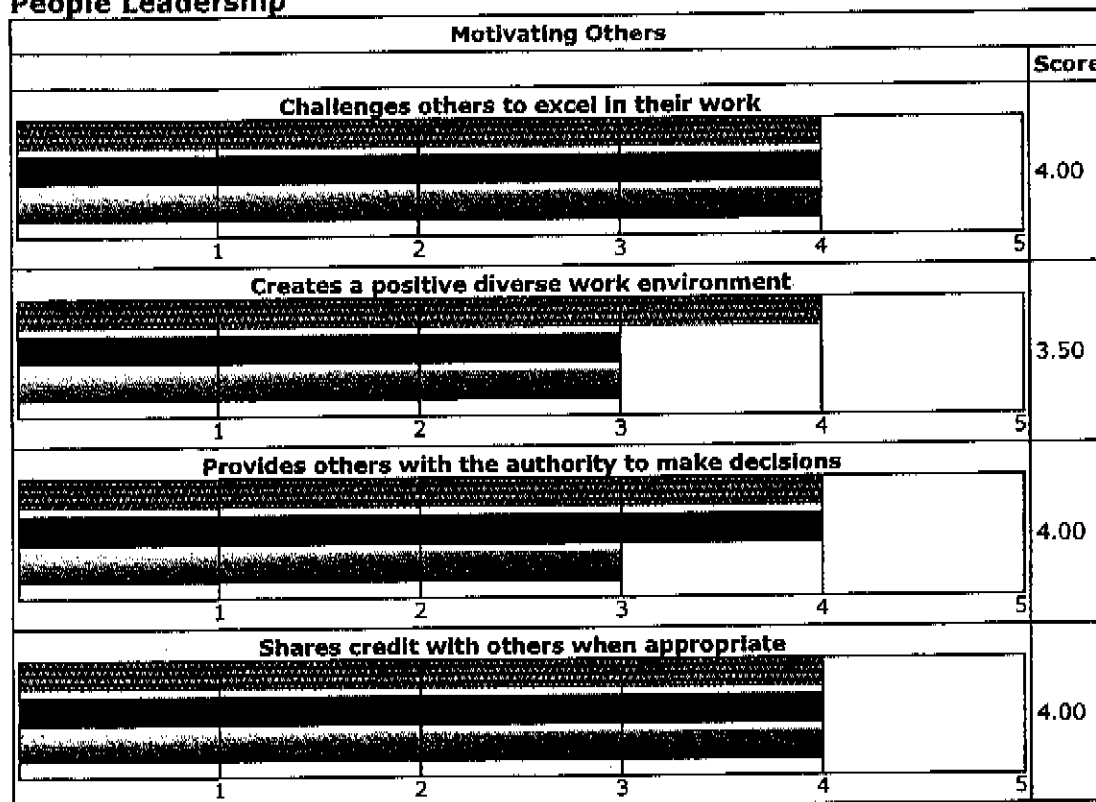 People Leadership
Motivating Others
Score
Challenges others to excel in their work
4.00
1 2 3 4 5
Creates a positive diverse work environment
3.50
1 2 3 4 5
Provides others with the authority to make decisions
4.00
1 2 3 4 5
Shares credit with others when appropriate
4.00
1 2 3 4 5